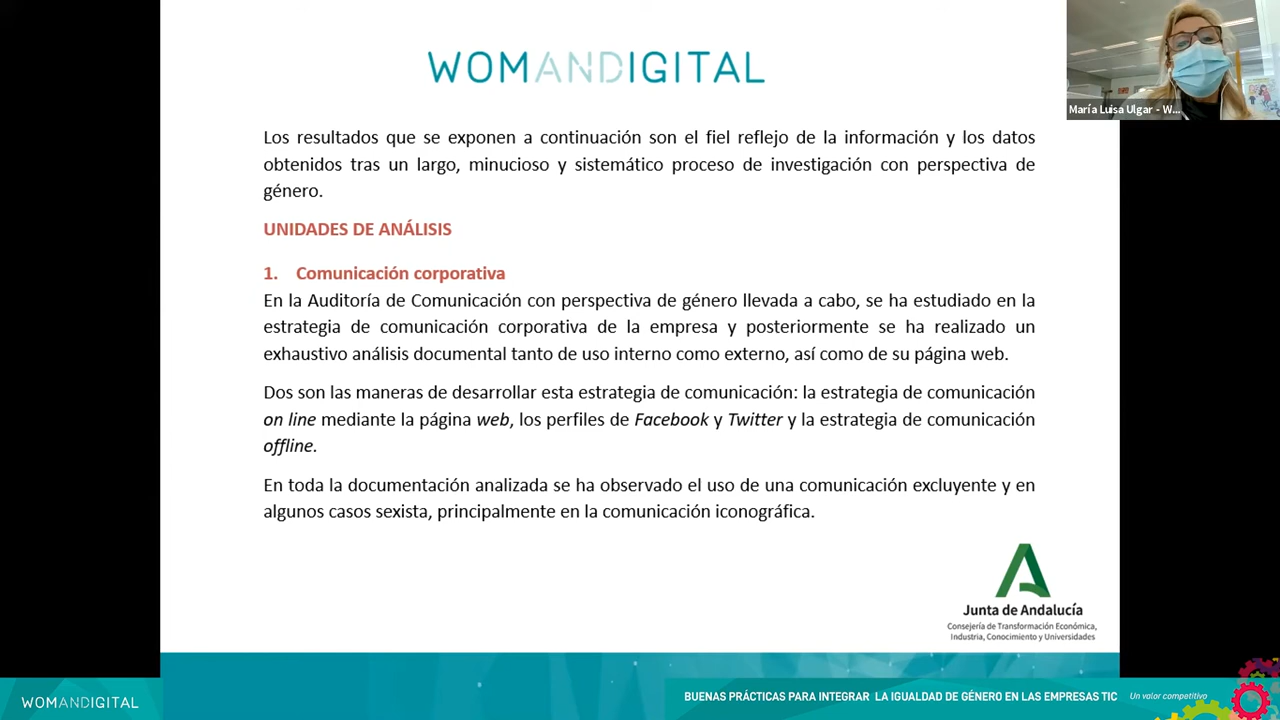 WOMANDIGITAL
María Luisa Ulgar - W...
Los resultados que se exponen a continuación son el fiel reflejo de la información y los datos
obtenidos tras un largo, minucioso y sistemático proceso de investigación con perspectiva de
género.
UNIDADES DE ANÁLISIS
1. Comunicación corporativa
En la Auditoría de Comunicación con perspectiva de género llevada a cabo, se ha estudiado en la
estrategia de comunicación corporativa de la empresa y posteriormente se ha realizado un
exhaustivo análisis documental tanto de uso interno como externo, así como de su página web.
Dos son las maneras de desarrollar esta estrategia de comunicación: la estrategia de comunicación
on line mediante la página web, los perfiles de Facebook y Twitter y la estrategia de comunicación
offline.
En toda la documentación analizada se ha observado el uso de una comunicación excluyente y en
algunos casos sexista, principalmente en la comunicación iconográfica.
Junta de Andalucía
Consejería de Transformación Económica,
Industria, Conocimiento y Universidades
WOMANDIGITAL
BUENAS PRÁCTICAS PARA INTEGRAR LA IGUALDAD DE GÉNERO EN LAS EMPRESAS TIC
Un valor competitivo